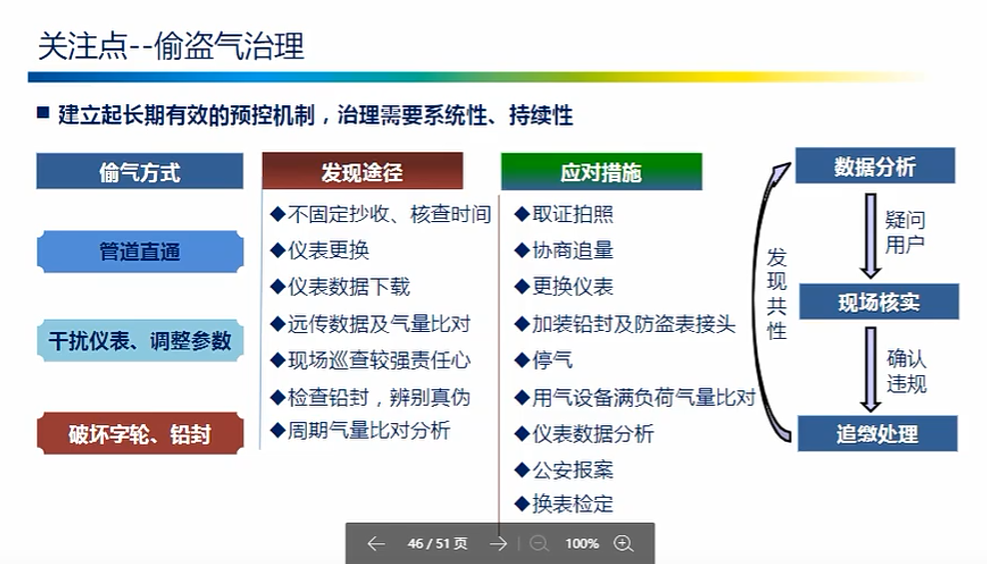 关注点--偷盗气治理
■ 建立起长期有效的预控机制，治理需要系统性、持续性
偷气方式
管道直通
干扰仪表、调整参数
破坏字轮、铅封
发现途径
◆不固定抄收、核查时间
◆仪表更换
◆仪表数据下载
◆远传数据及气量比对
◆现场巡查较强责任心
◆检查铅封，辨别真伪
◆周期气量比对分析
应对措施
◆取证拍照
◆协商追量
◆更换仪表
◆加装铅封及防盗表接头
◆停气
◆用气设备满负荷气量比对
◆仪表数据分析
◆公安报案
◆换表检定
数据分析
疑问
用户
现场核实
确认
违规
追缴处理
发
现
共
性
46 / 51 页
100%